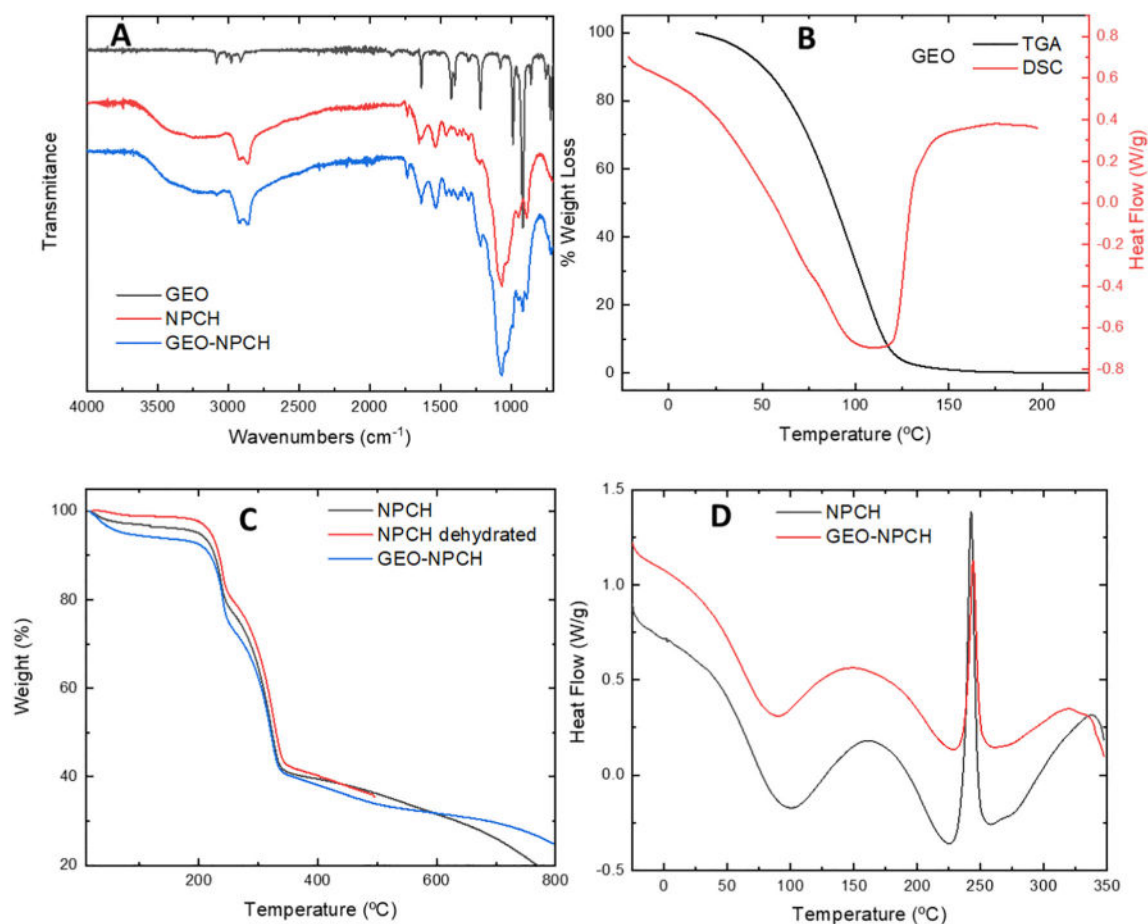 A
Transmitance
GEO
NPCH
GEO-NPCH
4000 3500 3000 2500 2000 1500 1000
Wavenumbers (cm⁻¹)
B
GEO
TGA
DSC
% Weight Loss
100
80
60
40
20
0
0 50 100 150 200
Temperature (ºC)
Heat Flow (W/g)
0.8
0.6
0.4
0.2
0.0
-0.2
-0.4
-0.6
-0.8
C
NPCH
NPCH dehydrated
GEO-NPCH
Weight (%)
100
80
60
40
20
200 400 600 800
Temperature (ºC)
D
NPCH
GEO-NPCH
Heat Flow (W/g)
1.5
1.0
0.5
0.0
-0.5
0 50 100 150 200 250 300 350
Temperature (ºC)